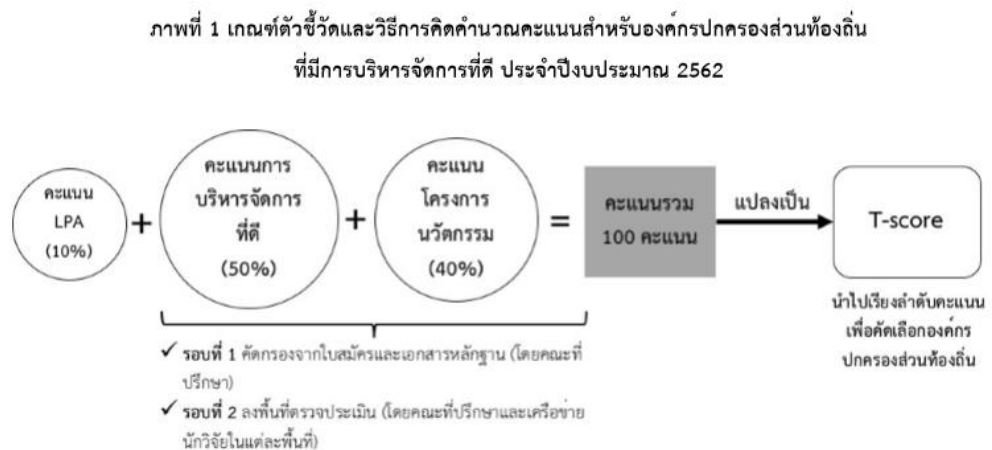 ภาพที่ 1 เกณฑ์ตัวชี้วัดและวิธีการคิดคำนวณคะแนนสำหรับองค์กรปกครองส่วนท้องถิ่น
ที่มีการบริหารจัดการที่ดี ประจำปีงบประมาณ 2562
คะแนน
LPA
(10%)
+
คะแนนการ
บริหารจัดการ
ที่ดี
(50%)
+
คะแนน
โครงการ
นวัตกรรม
(40%)
=
คะแนนรวม
100 คะแนน
แปลงเป็น
T-score
นำไปเรียงลำดับคะแนน
เพื่อคัดเลือกองค์กร
ปกครองส่วนท้องถิ่น
✓ รอบที่ 1 คัดกรองจากใบสมัครและเอกสารหลักฐาน (โดยคณะที่
ปรึกษา)
✓ รอบที่ 2 ลงพื้นที่ตรวจประเมิน (โดยคณะที่ปรึกษาและเครือข่าย
นักวิจัยในแต่ละพื้นที่)